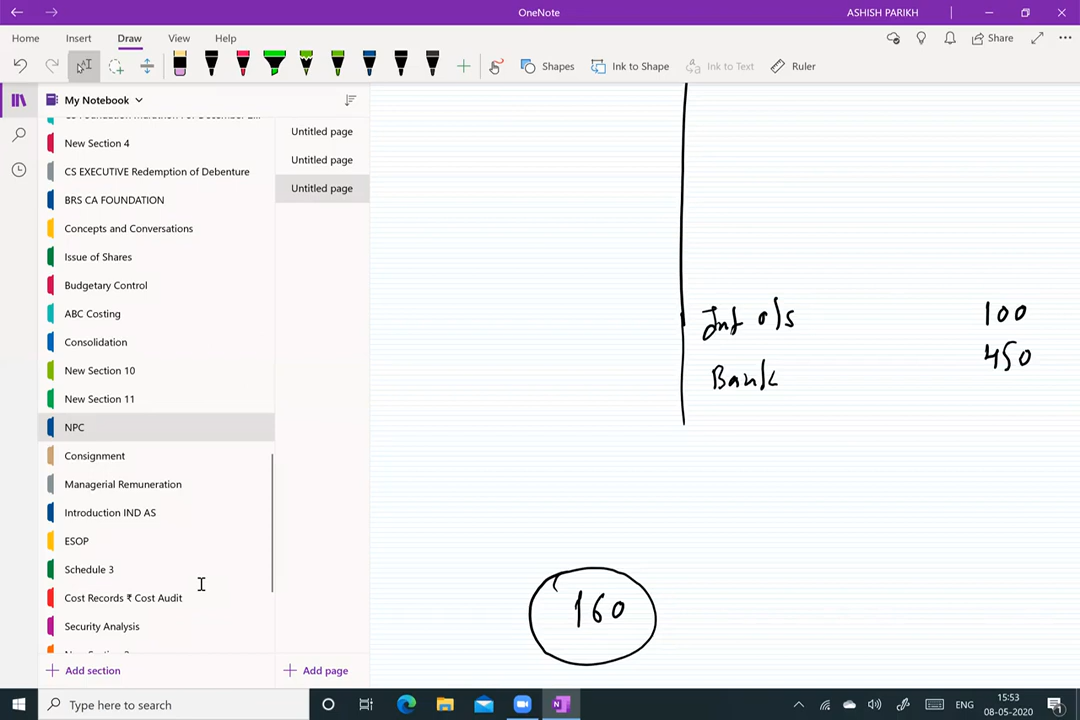 OneNote
ASHISH PARIKH
Home Insert Draw View Help
Share
Shapes Ink to Shape Ink to Text Ruler
My Notebook
New Section 4
CS EXECUTIVE Redemption of Debenture
BRS CA FOUNDATION
Concepts and Conversations
Issue of Shares
Budgetary Control
ABC Costing
Consolidation
New Section 10
New Section 11
NPC
Consignment
Managerial Remuneration
Introduction IND AS
ESOP
Schedule 3
Cost Records ₹ Cost Audit
Security Analysis
Add section
Untitled page
Untitled page
Untitled page
Add page
Int o/s 100
Bank 450
160
Type here to search
ENG
15:53
08-05-2020